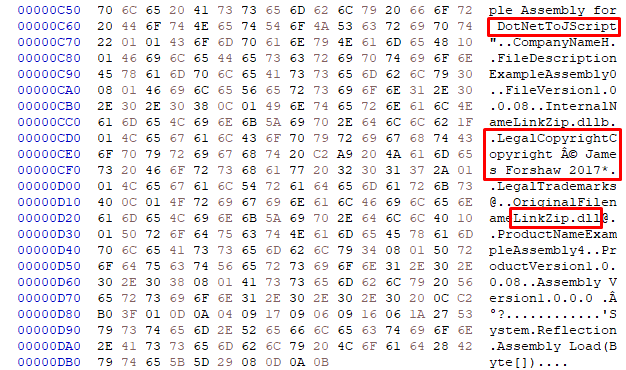 00000C50 70 6C 65 20 41 73 73 65 6D 62 6C 79 20 66 6F 72 ple Assembly for
00000C60 20 44 6F 74 4E 65 74 54 6F 4A 53 63 72 69 70 74 DotNetToJScript
00000C70 22 01 01 43 6F 6D 70 61 6E 79 4E 61 6D 65 48 10 "..CompanyNameH.
00000C80 01 46 69 6C 65 44 65 73 63 72 69 70 74 69 6F 6E .FileDescription
00000C90 45 78 61 6D 70 6C 65 41 73 73 65 6D 62 6C 79 30 ExampleAssembly0
00000CA0 08 01 46 69 6C 65 56 65 72 73 69 6F 6E 31 2E 30 ..FileVersion1.0
00000CB0 2E 30 2E 30 38 0C 01 49 6E 74 65 72 6E 61 6C 4E .0.08..InternalN
00000CC0 61 6D 65 4C 69 6E 6B 5A 69 70 2E 64 6C 6C 62 1F ameLinkZip.dllb.
00000CD0 01 4C 65 67 61 6C 43 6F 70 79 72 69 67 68 74 43 .LegalCopyrightC
00000CE0 6F 70 79 72 69 67 68 74 20 C2 A9 20 4A 61 6D 65 opyright Â© Jame
00000CF0 73 20 46 6F 72 73 68 61 77 20 32 30 31 37 2A 01 s Forshaw 2017*.
00000D00 01 4C 65 67 61 6C 54 72 61 64 65 6D 61 72 6B 73 .LegalTrademarks
00000D10 40 0C 01 4F 72 69 67 69 6E 61 6C 46 69 6C 65 6E @..OriginalFilen
00000D20 61 6D 65 4C 69 6E 6B 5A 69 70 2E 64 6C 6C 40 10 ameLinkZip.dll@.
00000D30 01 50 72 6F 64 75 63 74 4E 61 6D 65 45 78 61 6D .ProductNameExam
00000D40 70 6C 65 41 73 73 65 6D 62 6C 79 34 08 01 50 72 pleAssembly4..Pr
00000D50 6F 64 75 63 74 56 65 72 73 69 6F 6E 31 2E 30 2E oductVersion1.0.
00000D60 30 2E 30 38 08 01 41 73 73 65 6D 62 6C 79 20 56 0.08..Assembly V
00000D70 65 72 73 69 6F 6E 31 2E 30 2E 30 2E 30 20 0C C2 ersion1.0.0.0 .Â
00000D80 B0 3F 01 0D 0A 04 09 17 09 06 09 16 06 1A 27 53 °?............'S
00000D90 79 73 74 65 6D 2E 52 65 66 6C 65 63 74 69 6F 6E ystem.Reflection
00000DA0 2E 41 73 73 65 6D 62 6C 79 20 4C 6F 61 64 28 42 .Assembly Load(B
00000DB0 79 74 65 5B 5D 29 08 0D 0A 0B yte[])....